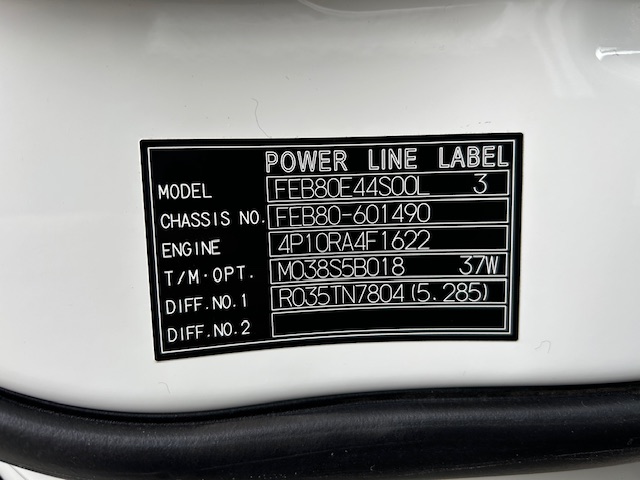 POWER LINE LABEL
MODEL FEB80E44S00L 3
CHASSIS NO. FEB80-601490
ENGINE 4P10RA4F1622
T/M·OPT. M038S5B018 37W
DIFF.NO.1 R035TN7804(5.285)
DIFF.NO.2